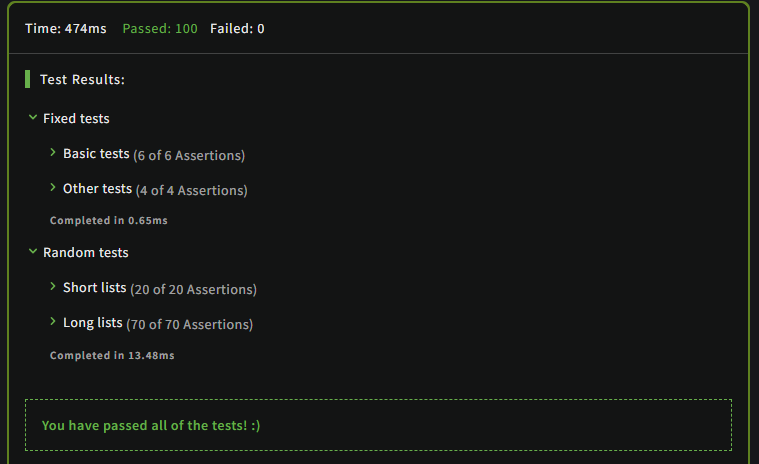 Time: 474ms Passed: 100 Failed: 0
Test Results:
Fixed tests
Basic tests (6 of 6 Assertions)
Other tests (4 of 4 Assertions)
Completed in 0.65ms
Random tests
Short lists (20 of 20 Assertions)
Long lists (70 of 70 Assertions)
Completed in 13.48ms
You have passed all of the tests! :)